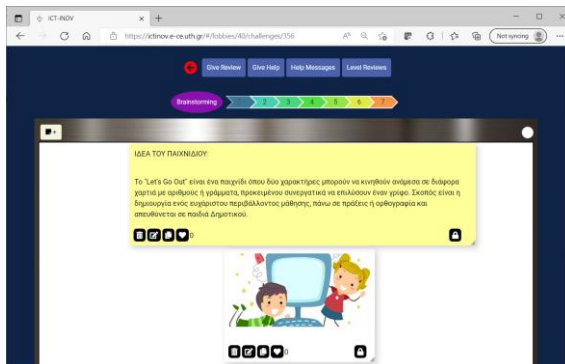 ICT-INOV
https://ictinov.e-ce.uth.gr/#/lobbies/40/challenges/356
Not syncing
Give Review Give Help Help Messages Level Reviews
Brainstorming 1 2 3 4 5 6 7
ΙΔΕΑ ΤΟΥ ΠΑΙΧΝΙΔΙΟΥ:
Το "Let's Go Out" είναι ένα παιχνίδι όπου δύο χαρακτήρες μπορούν να κινηθούν ανάμεσα σε διάφορα
χαρτιά με αριθμούς ή γράμματα, προκειμένου συνεργατικά να επιλύσουν έναν γρίφο. Σκοπός είναι η
δημιουργία ενός ευχάριστου περιβάλλοντος μάθησης, πάνω σε πράξεις ή ορθογραφία και
απευθύνεται σε παιδιά Δημοτικού.
0
0